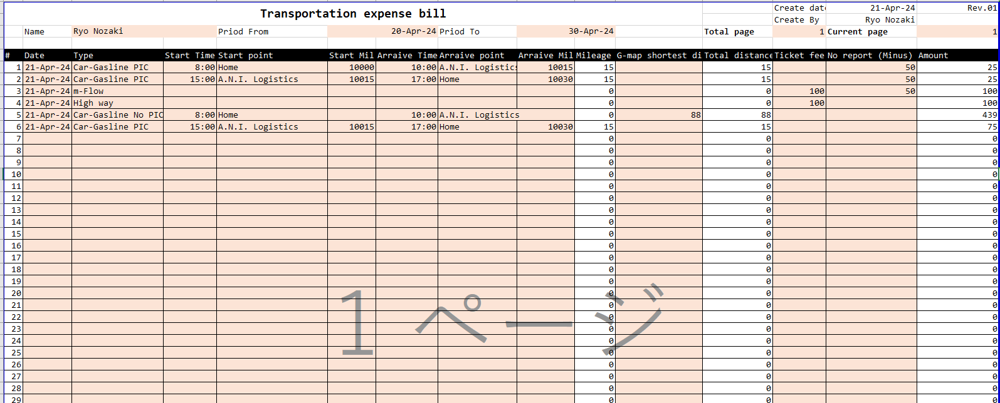 Transportation expense bill Create date 21-Apr-24 Rev.01
Create By Ryo Nozaki
Name Ryo Nozaki Priod From 20-Apr-24 Priod To 30-Apr-24 Total page 1 Current page 1
# Date Type Start Time Start point Start Mil Arraive Time Arraive point Arraive Mil Mileage G-map shortest di Total distance Ticket fee No report (Minus) Amount
1 21-Apr-24 Car-Gasline PIC 8:00 Home 10000 10:00 A.N.I. Logistics 10015 15 15 50 25
2 21-Apr-24 Car-Gasline PIC 15:00 A.N.I. Logistics 10015 17:00 Home 10030 15 15 50 25
3 21-Apr-24 m-Flow 0 0 100 50 100
4 21-Apr-24 High way 0 0 100 100
5 21-Apr-24 Car-Gasline No PIC 8:00 Home 10:00 A.N.I. Logistics 0 88 88 439
6 21-Apr-24 Car-Gasline PIC 15:00 A.N.I. Logistics 10015 17:00 Home 10030 15 15 75
7 0 0 0
8 0 0 0
9 0 0 0
10 0 0 0
11 0 0 0
12 0 0 0
13 0 0 0
14 0 0 0
15 0 0 0
16 0 0 0
17 0 0 0
18 0 0 0
19 0 0 0
20 0 0 0
21 0 0 0
22 0 0 0
23 0 0 0
24 0 0 0
25 0 0 0
26 0 0 0
27 0 0 0
28 0 0 0
29 0 0 0
1 ページ